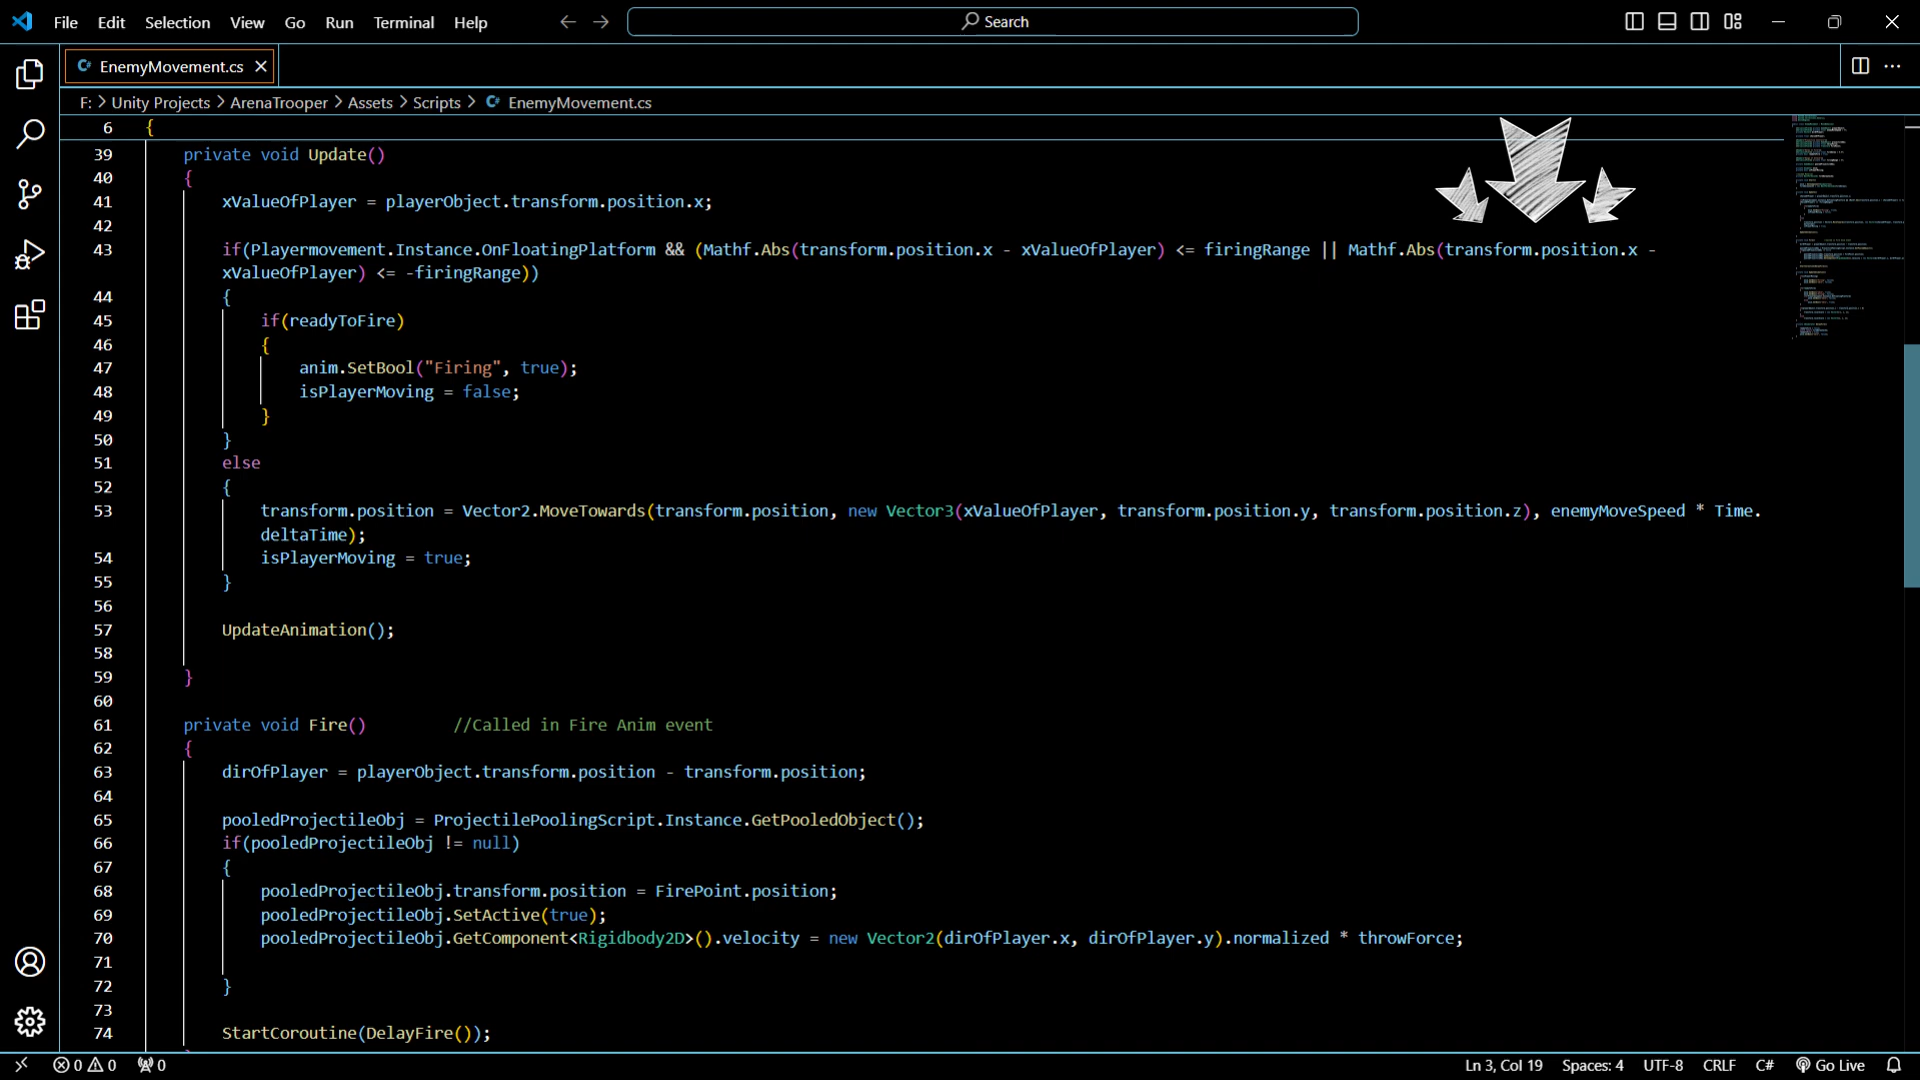 File Edit Selection View Go Run Terminal Help
Search
EnemyMovement.cs
F: > Unity Projects > ArenaTrooper > Assets > Scripts > EnemyMovement.cs
6 {
39 private void Update()
40 {
41 xValueOfPlayer = playerObject.transform.position.x;
42
43 if(Playermovement.Instance.OnFloatingPlatform && (Mathf.Abs(transform.position.x - xValueOfPlayer) <= firingRange || Mathf.Abs(transform.position.x -
xValueOfPlayer) <= -firingRange))
44 {
45 if(readyToFire)
46 {
47 anim.SetBool("Firing", true);
48 isPlayerMoving = false;
49 }
50 }
51 else
52 {
53 transform.position = Vector2.MoveTowards(transform.position, new Vector3(xValueOfPlayer, transform.position.y, transform.position.z), enemyMoveSpeed * Time.
deltaTime);
54 isPlayerMoving = true;
55 }
56
57 UpdateAnimation();
58
59 }
60
61 private void Fire() //Called in Fire Anim event
62 {
63 dirOfPlayer = playerObject.transform.position - transform.position;
64
65 pooledProjectileObj = ProjectilePoolingScript.Instance.GetPooledObject();
66 if(pooledProjectileObj != null)
67 {
68 pooledProjectileObj.transform.position = FirePoint.position;
69 pooledProjectileObj.SetActive(true);
70 pooledProjectileObj.GetComponent<Rigidbody2D>().velocity = new Vector2(dirOfPlayer.x, dirOfPlayer.y).normalized * throwForce;
71
72 }
73
74 StartCoroutine(DelayFire());
0 0 0 Ln 3, Col 19 Spaces: 4 UTF-8 CRLF C# Go Live